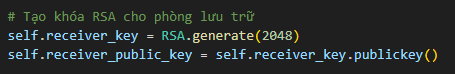 # Tạo khóa RSA cho phòng lưu trữ
self.receiver_key = RSA.generate(2048)
self.receiver_public_key = self.receiver_key.publickey()